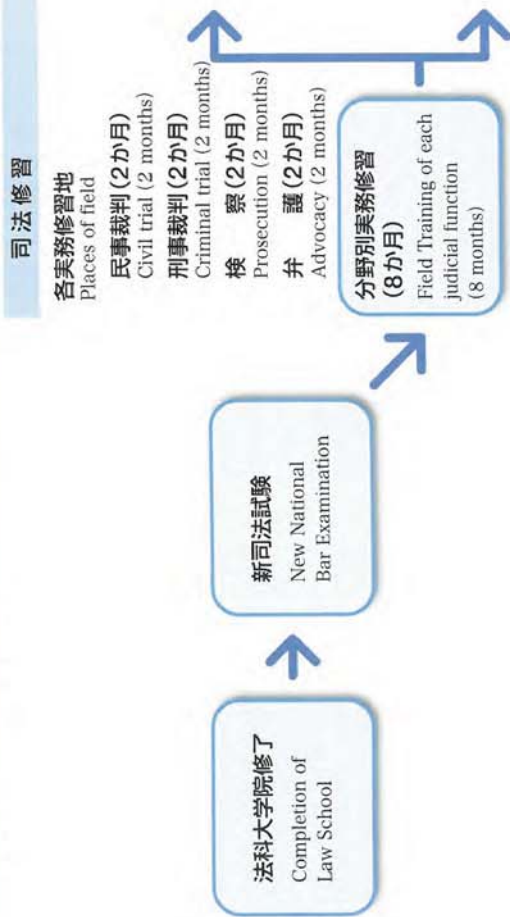 司法修習
各実務修習地
Places of field
民事裁判(2か月)
Civil trial (2 months)
刑事裁判(2か月)
Criminal trial (2 months)
検　察(2か月)
Prosecution (2 months)
弁　護(2か月)
Advocacy (2 months)
法科大学院修了
Completion of
Law School
新司法試験
New National
Bar Examination
分野別実務修習
(8か月)
Field Training of each
judicial function
(8 months)